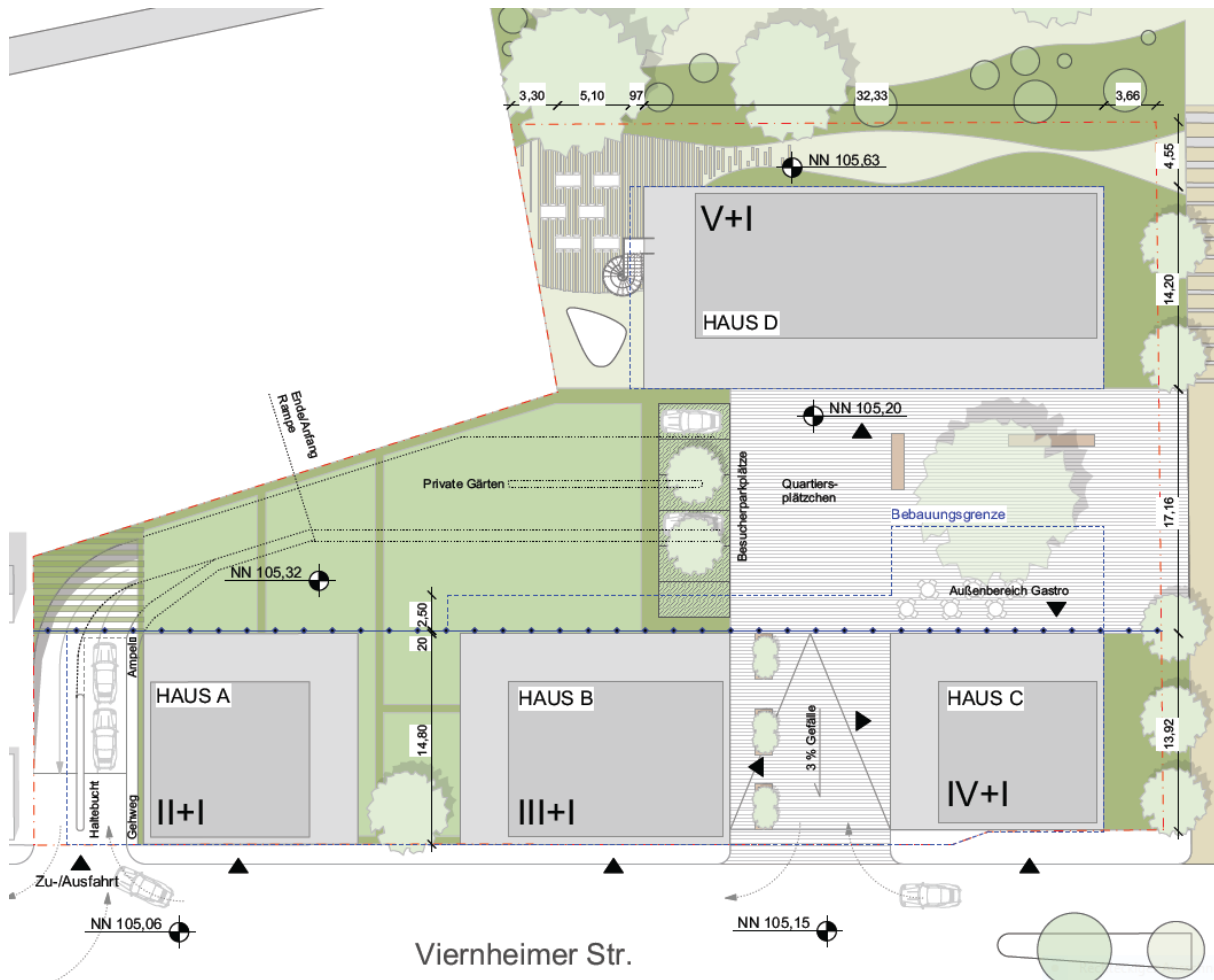 3,30
5,10
97
32,33
3,66
4,55
NN 105,63
V+I
HAUS D
14,20
Ende/Anfang
Rampe
NN 105,20
Private Gärten
Besucherparkplätze
Quartiers-
plätzchen
Bebauungsgrenze
17,16
NN 105,32
2,50
Außenbereich Gastro
20
Ampel
HAUS A
HAUS B
HAUS C
14,80
3 % Gefälle
13,92
Haltebucht
Gehweg
II+I
III+I
IV+I
Zu-/Ausfahrt
NN 105,06
NN 105,15
Viernheimer Str.